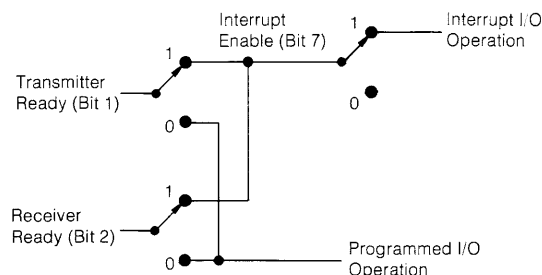 Interrupt
Enable (Bit 7)
1
Interrupt I/O
Operation
1
Transmitter
Ready (Bit 1)
0
0
1
Receiver
Ready (Bit 2)
0
Programmed I/O
Operation